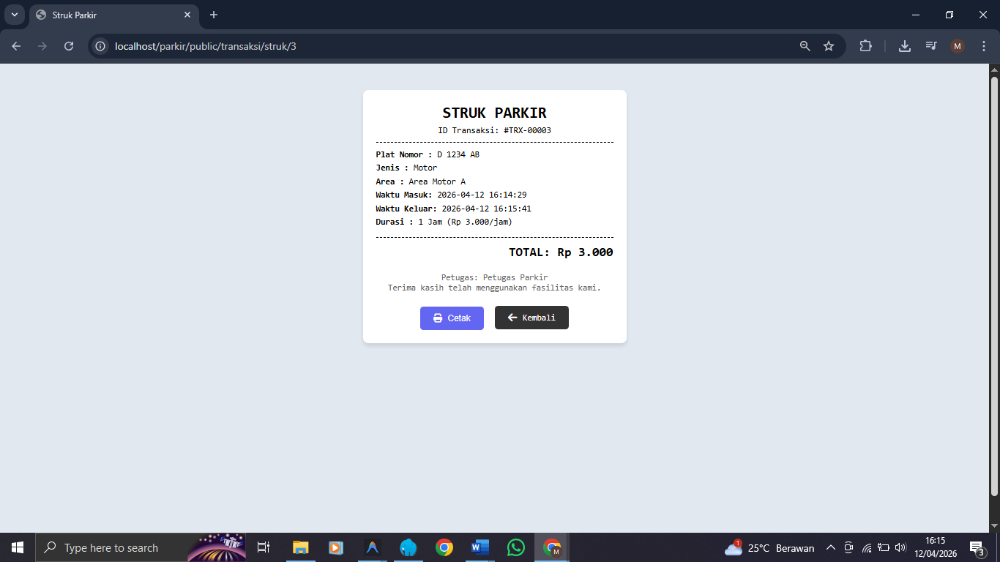 Struk Parkir
localhost/parkir/public/transaksi/struk/3
M
STRUK PARKIR
ID Transaksi: #TRX-00003
Plat Nomor : D 1234 AB
Jenis : Motor
Area : Area Motor A
Waktu Masuk: 2026-04-12 16:14:29
Waktu Keluar: 2026-04-12 16:15:41
Durasi : 1 Jam (Rp 3.000/jam)
TOTAL: Rp 3.000
Petugas: Petugas Parkir
Terima kasih telah menggunakan fasilitas kami.
Cetak
Kembali
Type here to search
W
M
1
25°C Berawan
16:15
12/04/2026
3